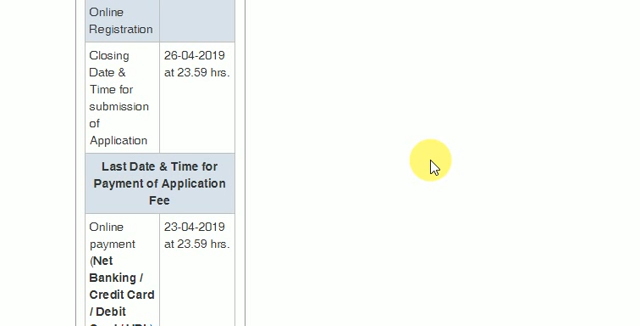 Online
Registration
Closing
Date &
Time for
submission
of
Application
26-04-2019
at 23.59 hrs.
Last Date & Time for
Payment of Application
Fee
Online
payment
(Net
Banking /
Credit Card
/ Debit
23-04-2019
at 23.59 hrs.